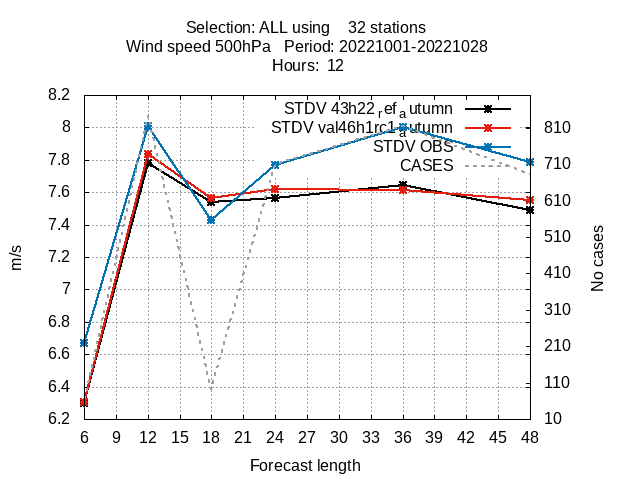 Selection: ALL using 32 stations
Wind speed 500hPa Period: 20221001-20221028
Hours: 12
STDV 43h22ref_autumn
STDV val46h1rc1autumn
STDV OBS
CASES
8.2
8
7.8
7.6
7.4
7.2
7
6.8
6.6
6.4
6.2
m/s
810
710
610
510
410
310
210
110
10
No cases
6 9 12 15 18 21 24 27 30 33 36 39 42 45 48
Forecast length